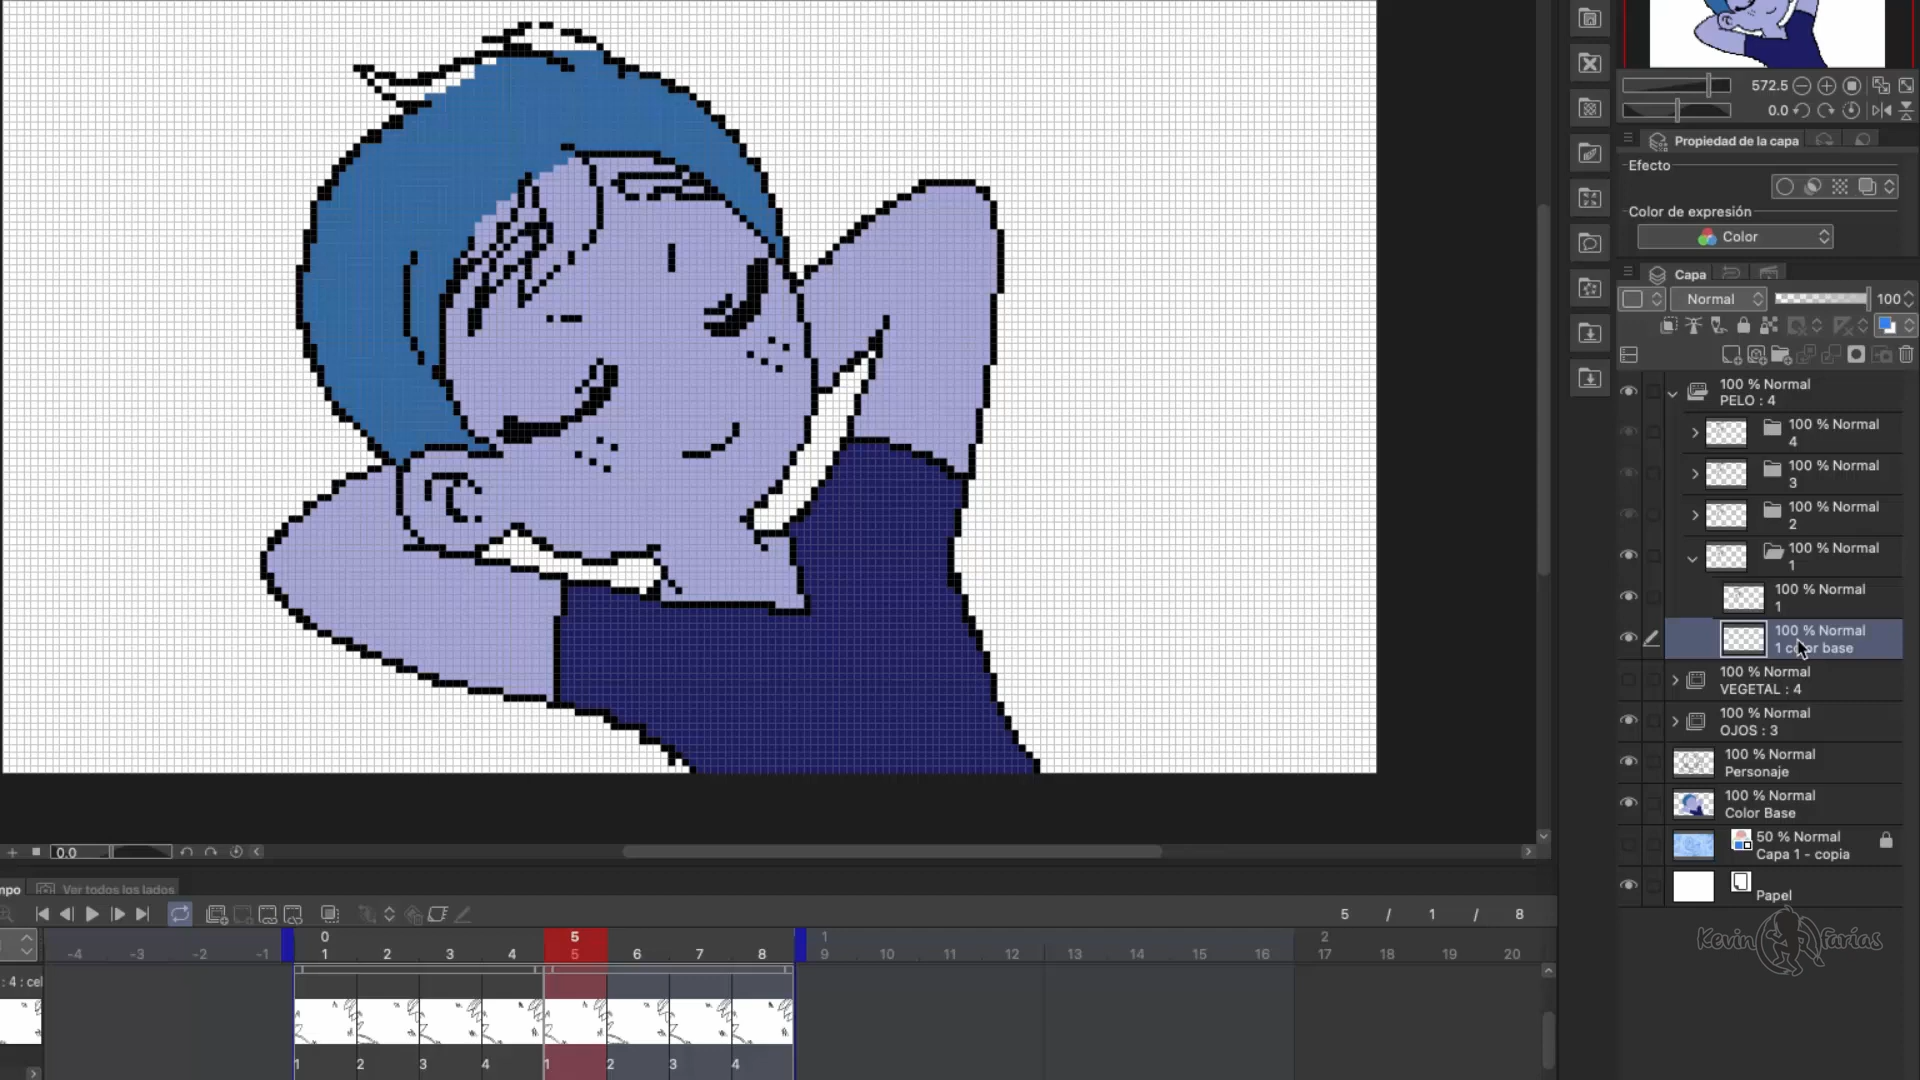 572.5
0.0
Propiedad de la capa
Efecto
Color de expresión
Color
Capa
Normal
100
100 % Normal
PELO : 4
100 % Normal
4
100 % Normal
3
100 % Normal
2
100 % Normal
1
100 % Normal
1
100 % Normal
1 color base
100 % Normal
VEGETAL : 4
100 % Normal
OJOS : 3
100 % Normal
Personaje
100 % Normal
Color Base
50 % Normal
Capa 1 - copia
Papel
Kevin Farias
0.0
mpo
Ver todos los lados
5 / 1 / 8
0 5 1 2
-4 -3 -2 -1 1 2 3 4 5 6 7 8 9 10 11 12 13 14 15 16 17 18 19 20
: 4 : cel
1 2 3 4 1 2 3 4